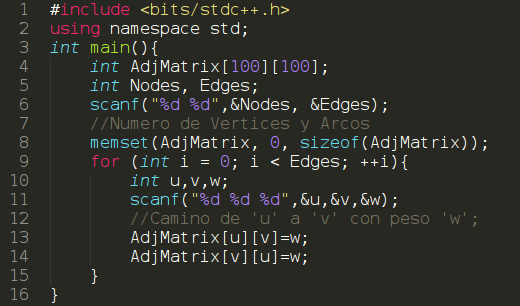 1 #include <bits/stdc++.h>
2 using namespace std;
3 int main(){
4 int AdjMatrix[100][100];
5 int Nodes, Edges;
6 scanf("%d %d",&Nodes, &Edges);
7 //Numero de Vertices y Arcos
8 memset(AdjMatrix, 0, sizeof(AdjMatrix));
9 for (int i = 0; i < Edges; ++i){
10 int u,v,w;
11 scanf("%d %d %d",&u,&v,&w);
12 //Camino de 'u' a 'v' con peso 'w';
13 AdjMatrix[u][v]=w;
14 AdjMatrix[v][u]=w;
15 }
16 }